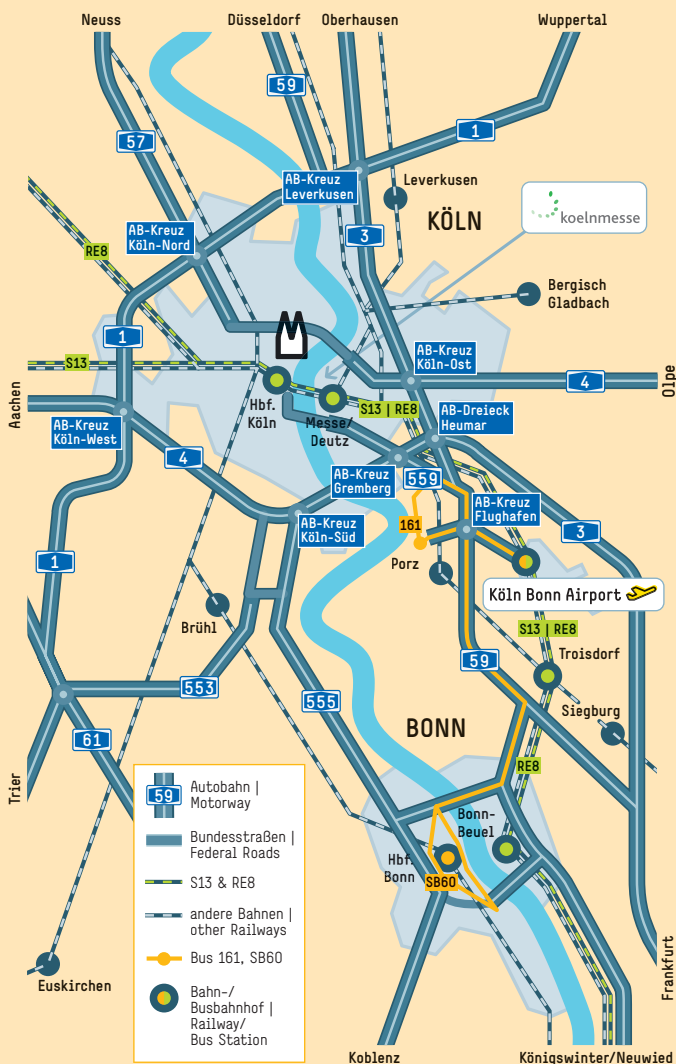 Neuss
Düsseldorf
Oberhausen
Wuppertal
59
57
1
AB-Kreuz
Leverkusen
Leverkusen
koelnmesse
KÖLN
AB-Kreuz
Köln-Nord
3
RE8
Bergisch
Gladbach
1
S13
AB-Kreuz
Köln-Ost
4
Olpe
Aachen
Hbf.
Köln
Messe/
Deutz
S13 | RE8
AB-Dreieck
Heumar
AB-Kreuz
Köln-West
4
AB-Kreuz
Gremberg
559
AB-Kreuz
Flughafen
AB-Kreuz
Köln-Süd
161
3
1
Porz
Köln Bonn Airport
Brühl
S13 | RE8
59
Troisdorf
553
555
Siegburg
61
BONN
Trier
RE8
59
Autobahn |
Motorway
Bundesstraßen |
Federal Roads
S13 & RE8
andere Bahnen |
other Railways
Bus 161, SB60
Bahn-/
Busbahnhof |
Railway/
Bus Station
Bonn-
Beuel
Hbf.
Bonn
SB60
Euskirchen
Frankfurt
Koblenz
Königswinter/Neuwied